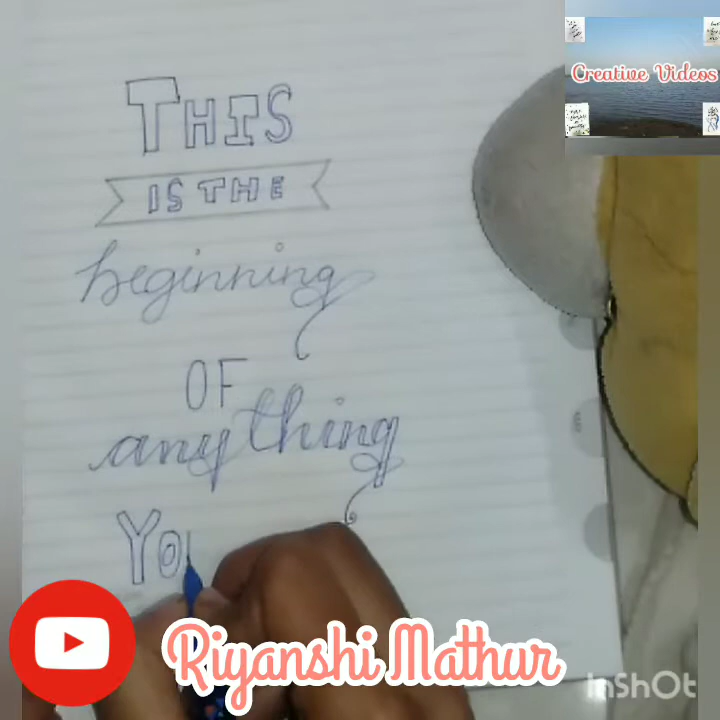 Creative Videos
THIS
IS THE
beginning
OF
anything
YO
Riyanshi Mathur
InShOt